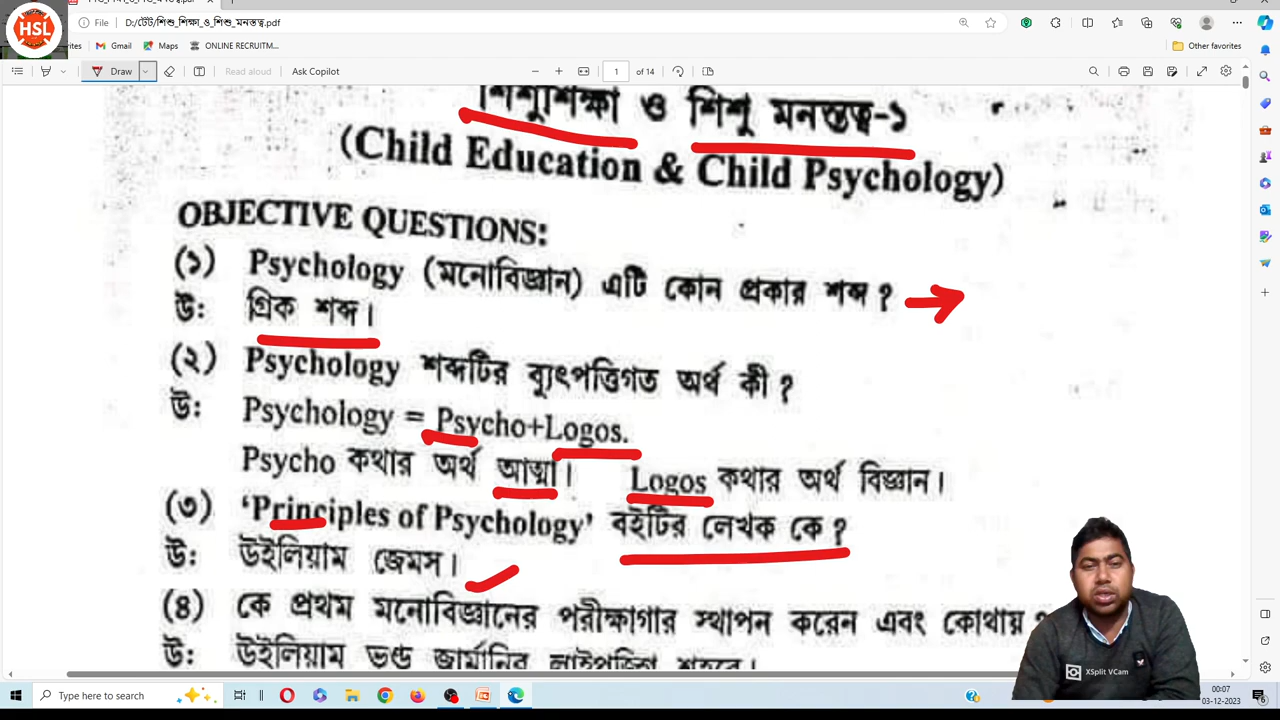 HSL
File
D:/টেট/শিশু_শিক্ষা_ও_শিশু_মনস্তত্ব.pdf
Gmail
Maps
ONLINE RECRUITM...
Other favorites
Draw
Read aloud
Ask Copilot
1 of 14
শিশুশিক্ষা ও শিশু মনস্তত্ব-১
(Child Education & Child Psychology)
OBJECTIVE QUESTIONS:
(১) Psychology (মনোবিজ্ঞান) এটি কোন প্রকার শব্দ ?
উঃ গ্রিক শব্দ।
(২) Psychology শব্দটির ব্যুৎপত্তিগত অর্থ কী ?
উঃ Psychology = Psycho+Logos.
Psycho কথার অর্থ আত্মা। Logos কথার অর্থ বিজ্ঞান।
(৩) ‘Principles of Psychology’ বইটির লেখক কে ?
উঃ উইলিয়াম জেমস।
(৪) কে প্রথম মনোবিজ্ঞানের পরীক্ষাগার স্থাপন করেন এবং কোথায় ?
উঃ উইলিয়াম ভণ্ড জার্মানির শহরে।
XSplit VCam
Type here to search
00:07
03-12-2023